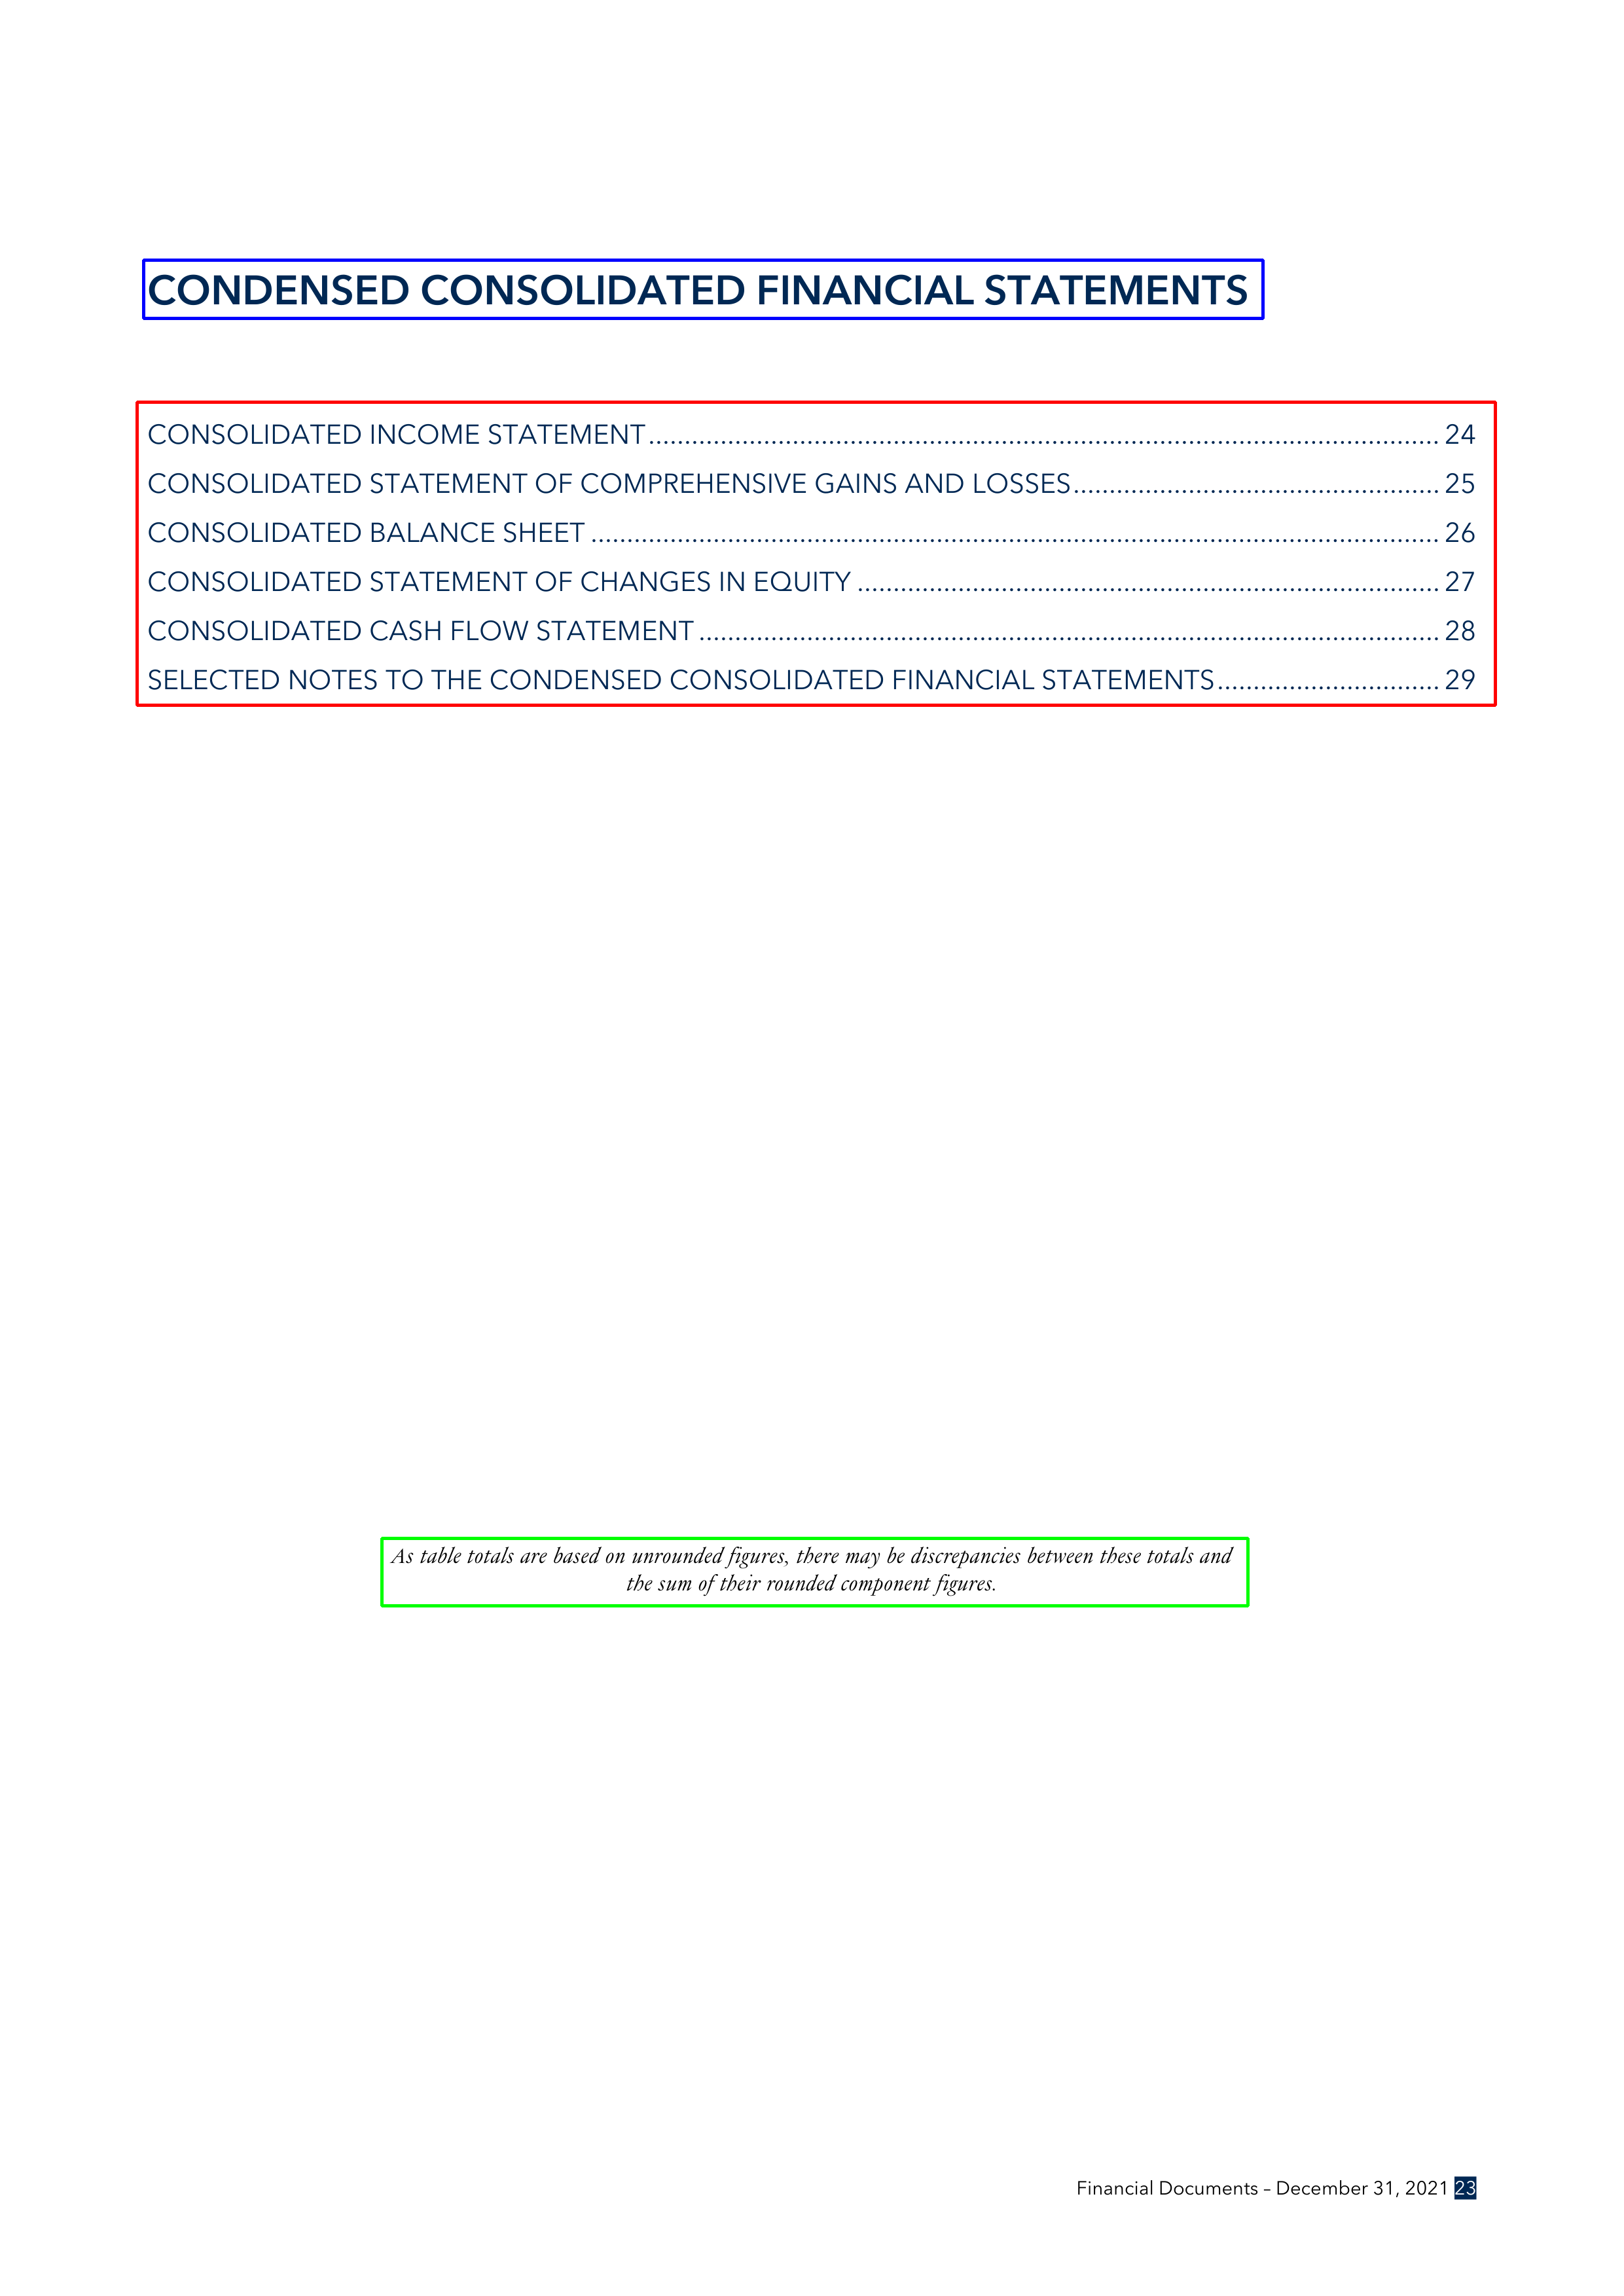 CONDENSED CONSOLIDATED FINANCIAL STATEMENTS
CONSOLIDATED INCOME STATEMENT 24
CONSOLIDATED STATEMENT OF COMPREHENSIVE GAINS AND LOSSES 25
CONSOLIDATED BALANCE SHEET 26
CONSOLIDATED STATEMENT OF CHANGES IN EQUITY 27
CONSOLIDATED CASH FLOW STATEMENT 28
SELECTED NOTES TO THE CONDENSED CONSOLIDATED FINANCIAL STATEMENTS 29
As table totals are based on unrounded figures, there may be discrepancies between these totals and
the sum of their rounded component figures.
Financial Documents – December 31, 2021 23